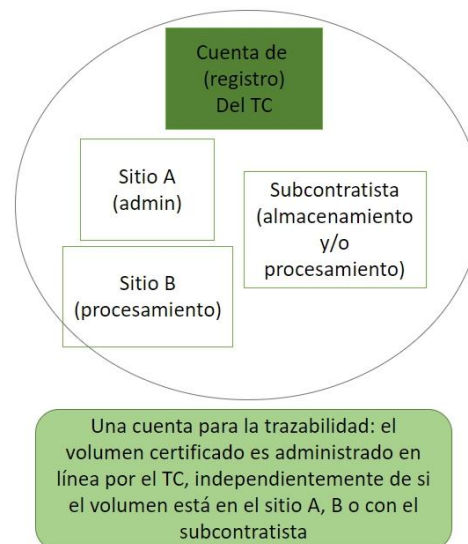 Cuenta de
(registro)
Del TC
Sitio A
(admin)
Subcontratista
(almacenamiento
y/o
procesamiento)
Sitio B
(procesamiento)
Una cuenta para la trazabilidad: el
volumen certificado es administrado en
línea por el TC, independientemente de si
el volumen está en el sitio A, B o con el
subcontratista